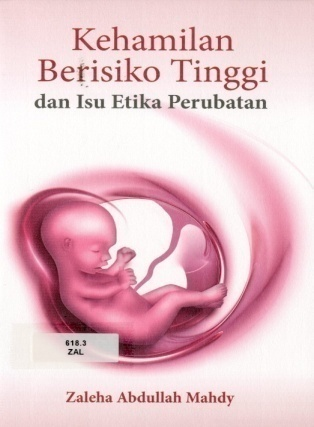 Kehamilan
Berisiko Tinggi
dan Isu Etika Perubatan
618.3
ZAL
Zaleha Abdullah Mahdy